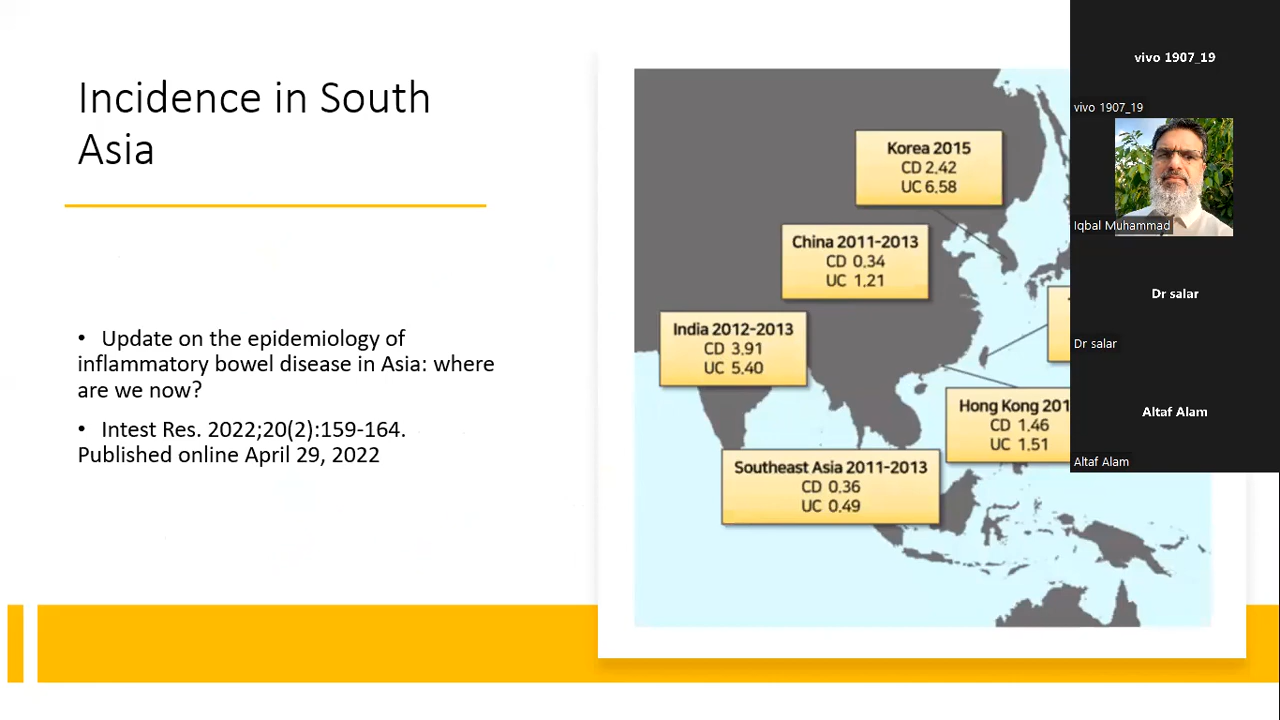 Incidence in South
Asia
• Update on the epidemiology of
inflammatory bowel disease in Asia: where
are we now?
• Intest Res. 2022;20(2):159-164.
Published online April 29, 2022
Korea 2015
CD 2.42
UC 6.58
China 2011-2013
CD 0.34
UC 1.21
India 2012-2013
CD 3.91
UC 5.40
Hong Kong 201
CD 1.46
UC 1.51
Southeast Asia 2011-2013
CD 0.36
UC 0.49
vivo 1907_19
vivo 1907_19
Iqbal Muhammad
Dr salar
Dr salar
Altaf Alam
Altaf Alam